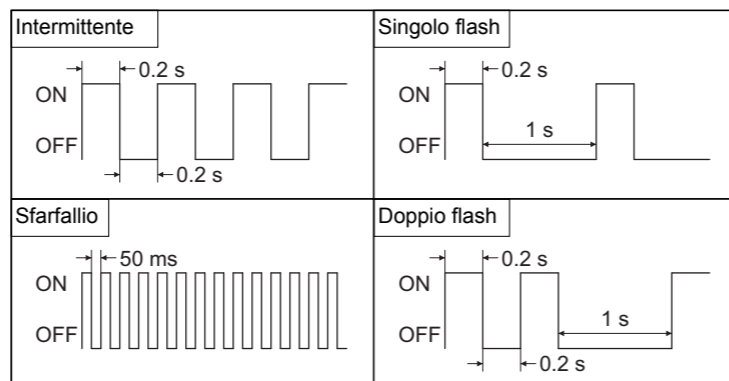 Intermittente
0.2 s
ON
OFF
0.2 s
Singolo flash
0.2 s
ON
1 s
OFF
Sfarfallio
50 ms
ON
OFF
Doppio flash
0.2 s
ON
1 s
OFF
0.2 s